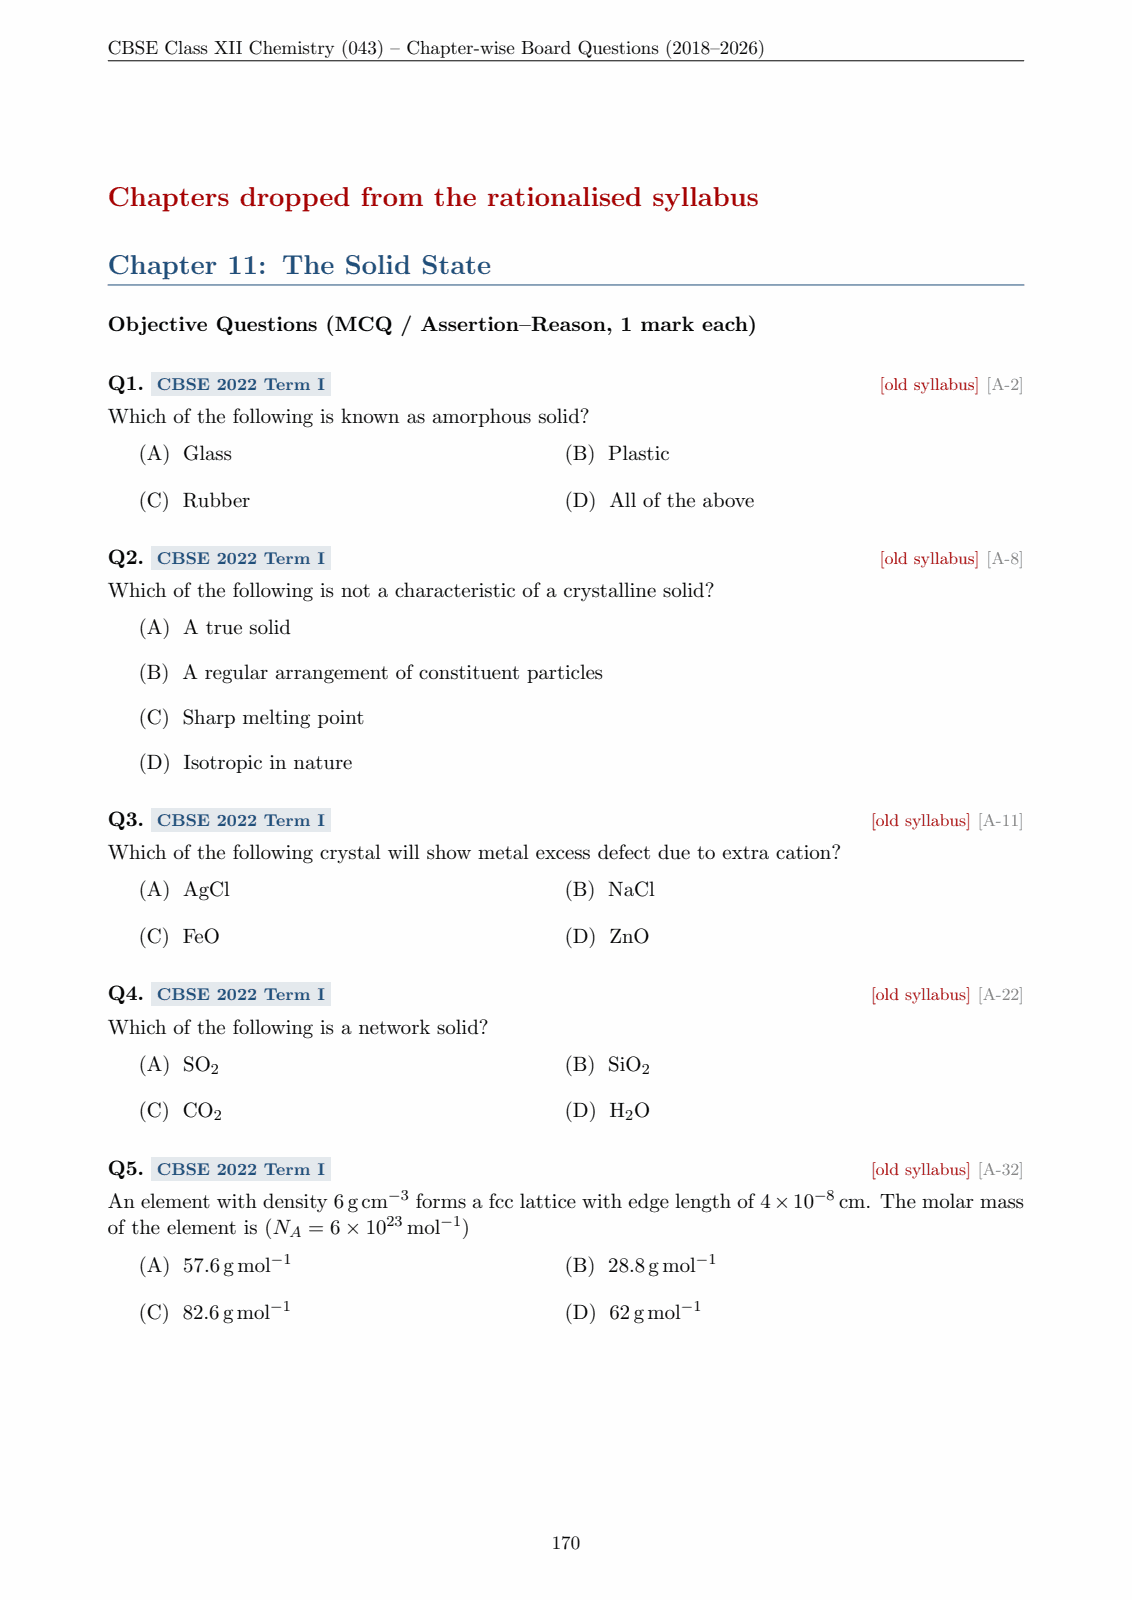 CBSE Class XII Chemistry (043) – Chapter-wise Board Questions (2018–2026)
Chapters dropped from the rationalised syllabus
Chapter 11: The Solid State
Objective Questions (MCQ / Assertion–Reason, 1 mark each)
Q1. CBSE 2022 Term I [old syllabus] [A-2]
Which of the following is known as amorphous solid?
(A) Glass (B) Plastic
(C) Rubber (D) All of the above
Q2. CBSE 2022 Term I [old syllabus] [A-8]
Which of the following is not a characteristic of a crystalline solid?
(A) A true solid
(B) A regular arrangement of constituent particles
(C) Sharp melting point
(D) Isotropic in nature
Q3. CBSE 2022 Term I [old syllabus] [A-11]
Which of the following crystal will show metal excess defect due to extra cation?
(A) AgCl (B) NaCl
(C) FeO (D) ZnO
Q4. CBSE 2022 Term I [old syllabus] [A-22]
Which of the following is a network solid?
(A) SO₂ (B) SiO₂
(C) CO₂ (D) H₂O
Q5. CBSE 2022 Term I [old syllabus] [A-32]
An element with density 6 g cm⁻³ forms a fcc lattice with edge length of 4 × 10⁻⁸ cm. The molar mass
of the element is (N_A = 6 × 10²³ mol⁻¹)
(A) 57.6 g mol⁻¹ (B) 28.8 g mol⁻¹
(C) 82.6 g mol⁻¹ (D) 62 g mol⁻¹
170